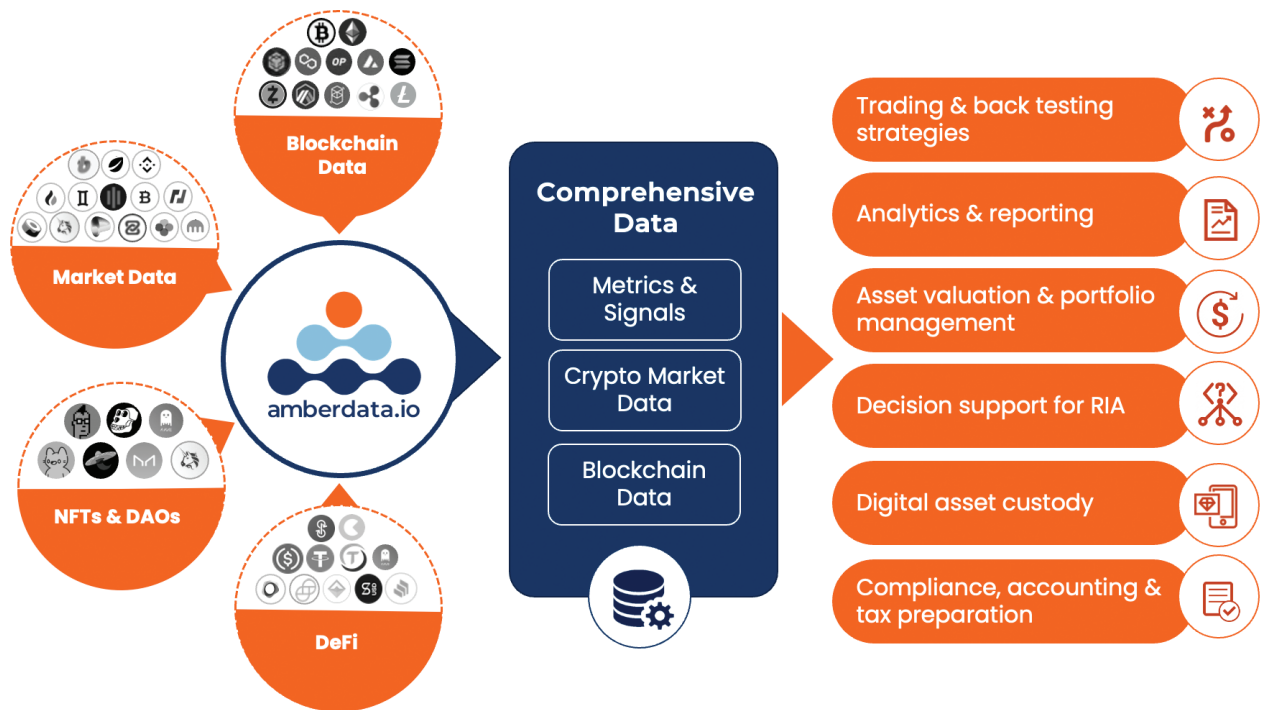 OP
Blockchain
Data
Market Data
amberdata.io
NFTs & DAOs
DeFi
Comprehensive
Data
Metrics &
Signals
Crypto Market
Data
Blockchain
Data
Trading & back testing
strategies
Analytics & reporting
Asset valuation & portfolio
management
Decision support for RIA
Digital asset custody
Compliance, accounting &
tax preparation